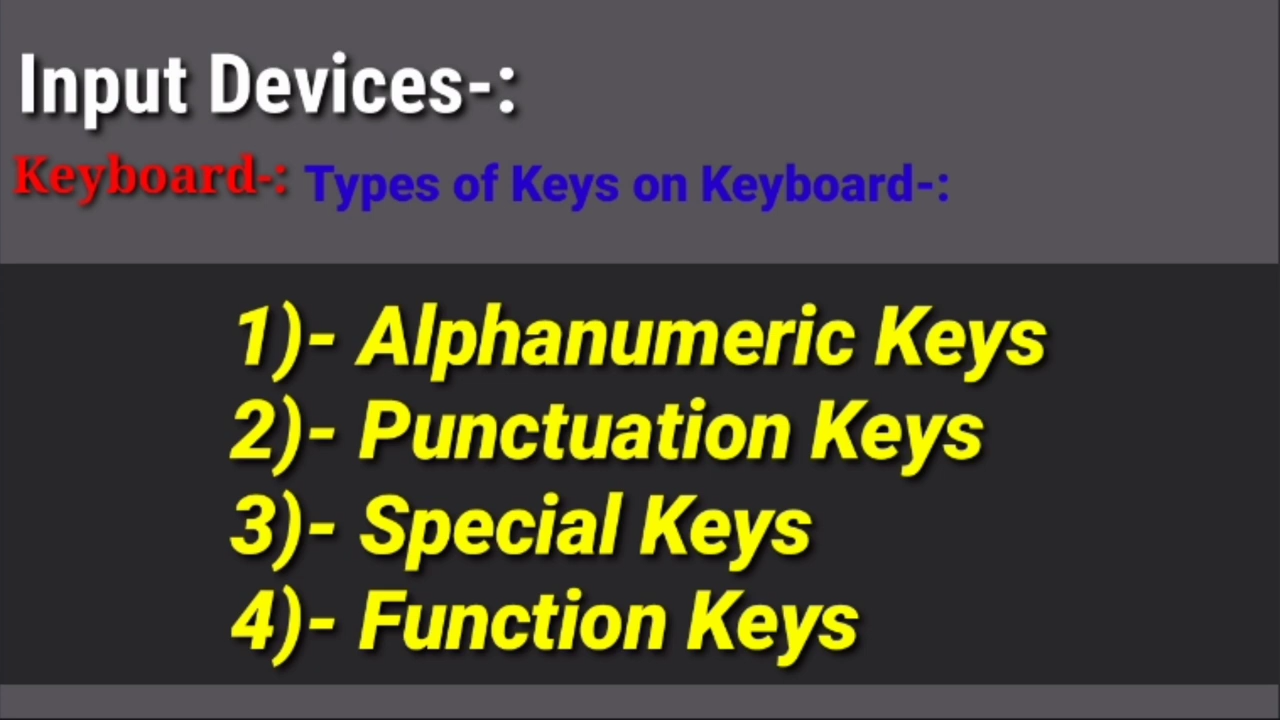 Input Devices-:
Keyboard-: Types of Keys on Keyboard-:
1)- Alphanumeric Keys
2)- Punctuation Keys
3)- Special Keys
4)- Function Keys